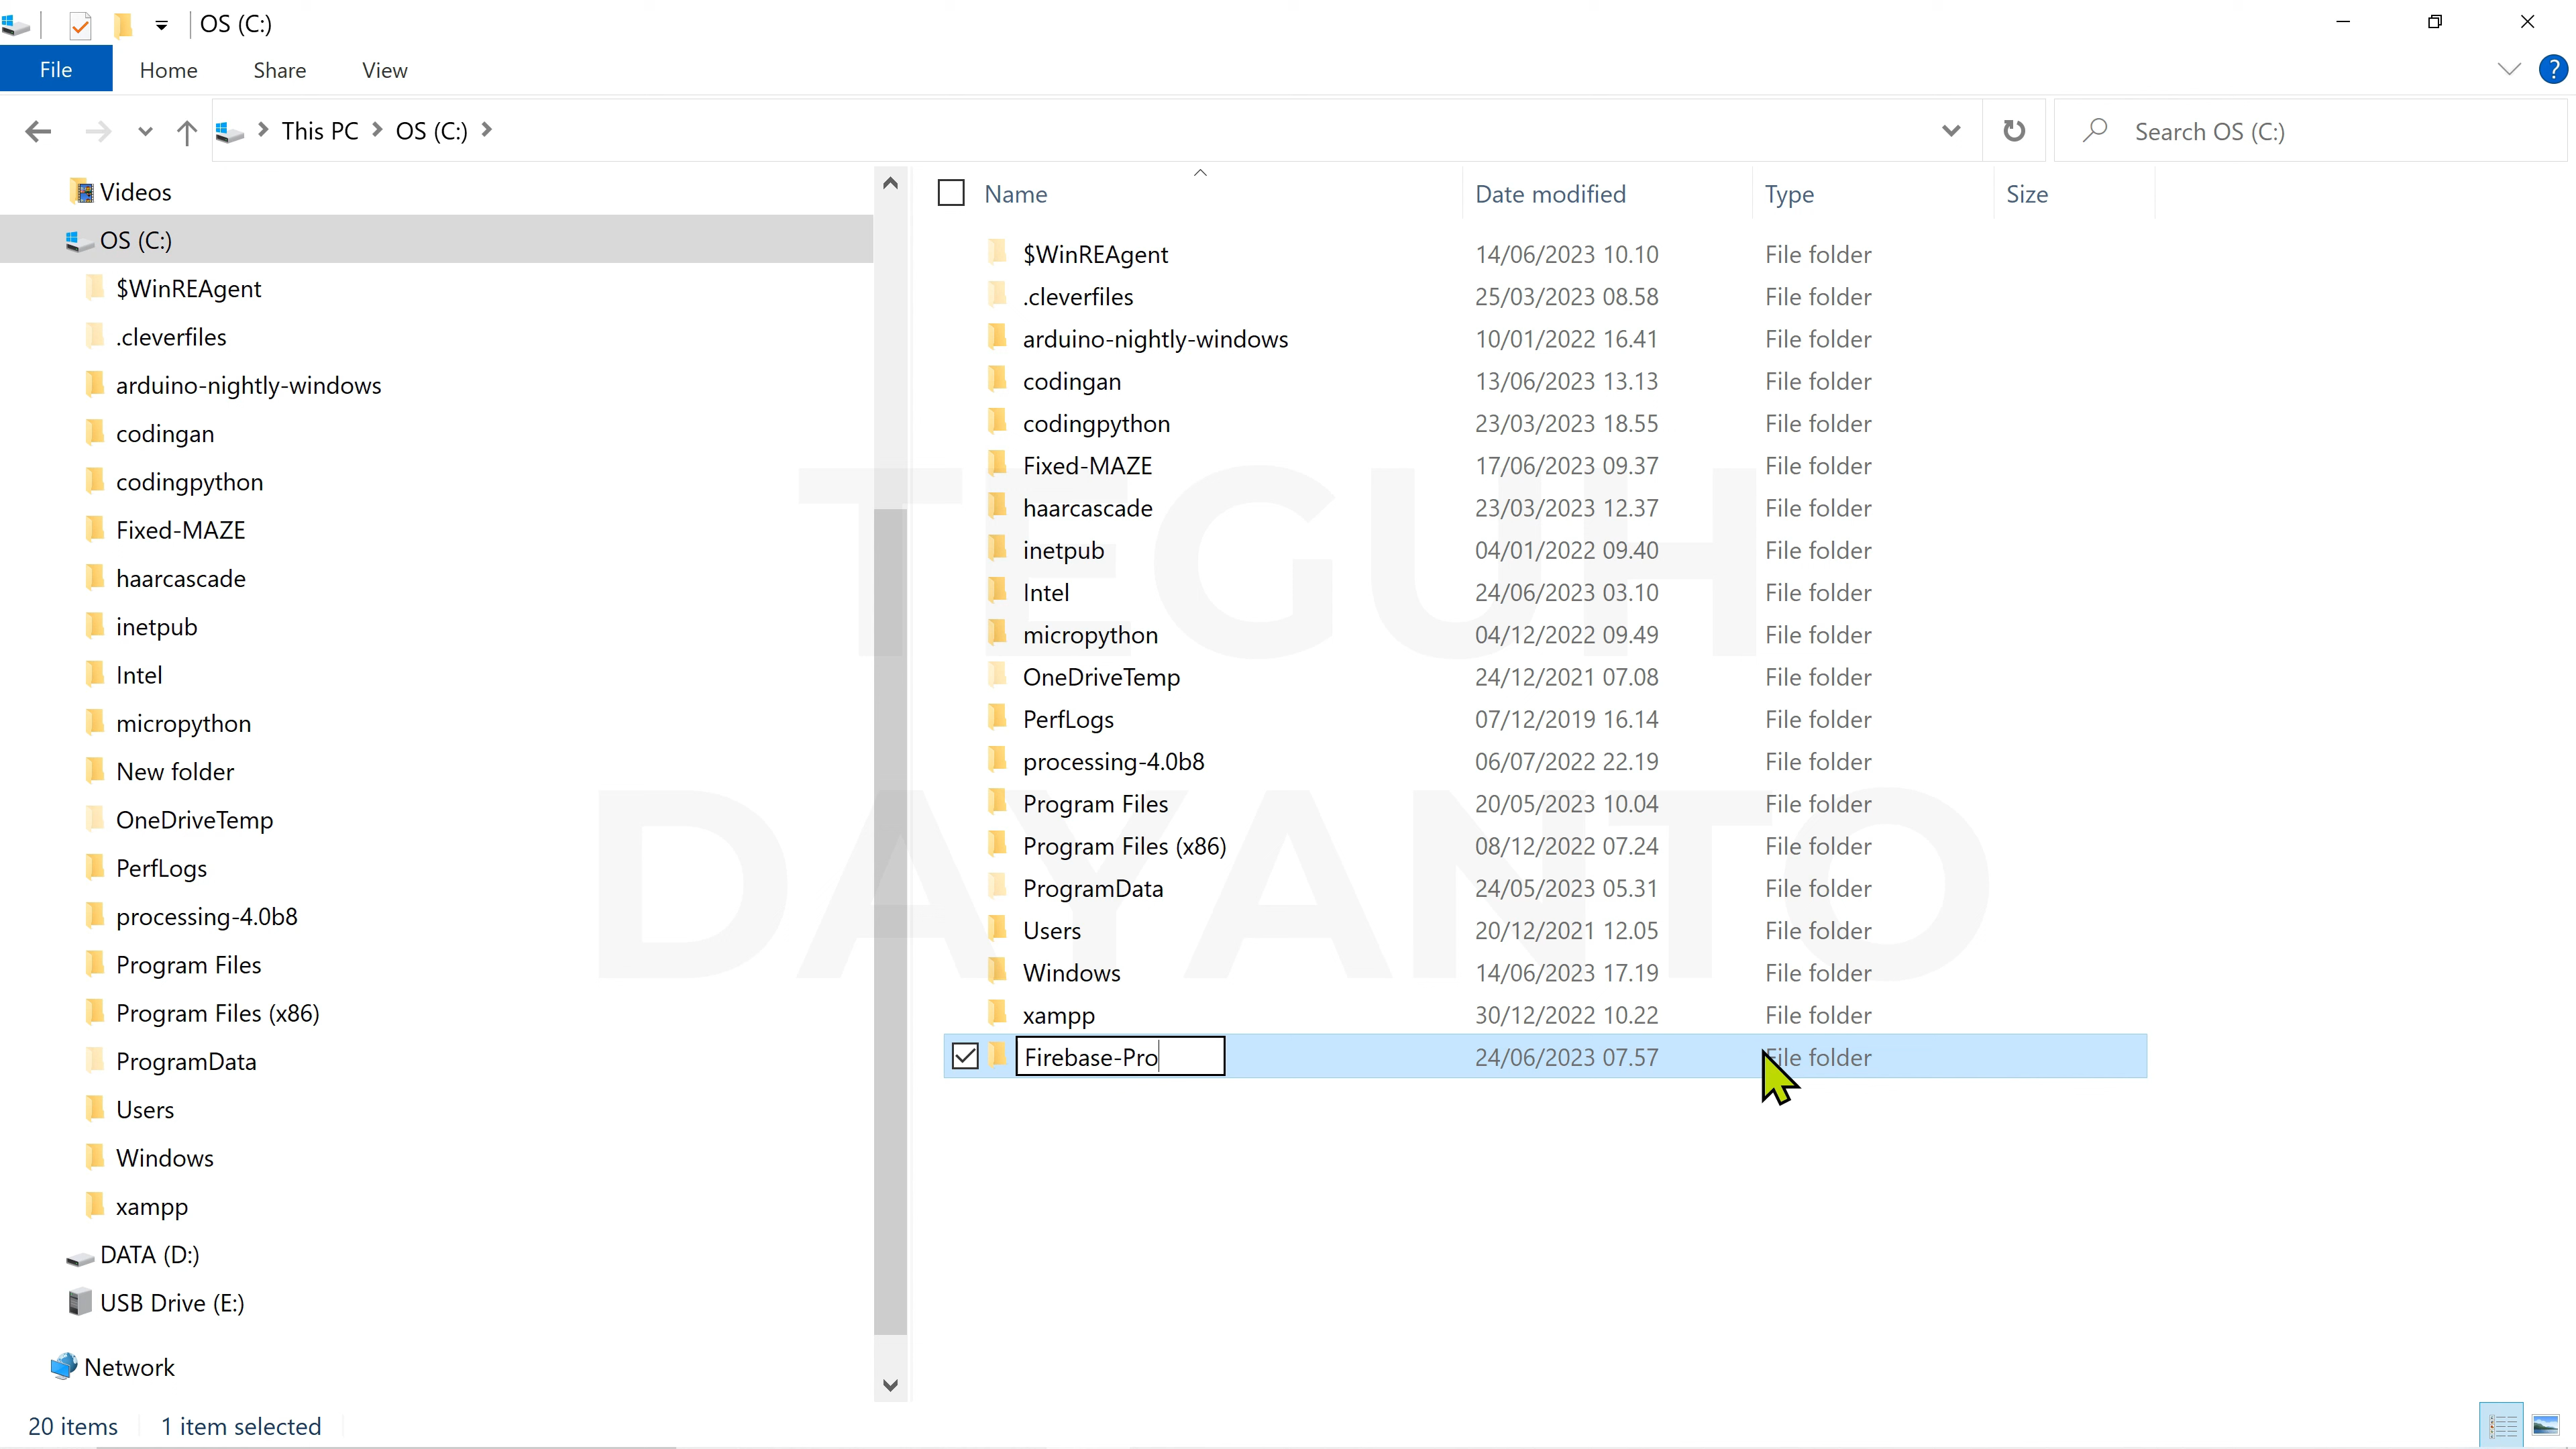 OS (C:)
File Home Share View
This PC OS (C:) Search OS (C:)
Videos
OS (C:)
$WinREAgent
.cleverfiles
arduino-nightly-windows
codingan
codingpython
Fixed-MAZE
haarcascade
inetpub
Intel
micropython
New folder
OneDriveTemp
PerfLogs
processing-4.0b8
Program Files
Program Files (x86)
ProgramData
Users
Windows
xampp
DATA (D:)
USB Drive (E:)
Network
Name Date modified Type Size
$WinREAgent 14/06/2023 10.10 File folder
.cleverfiles 25/03/2023 08.58 File folder
arduino-nightly-windows 10/01/2022 16.41 File folder
codingan 13/06/2023 13.13 File folder
codingpython 23/03/2023 18.55 File folder
Fixed-MAZE 17/06/2023 09.37 File folder
haarcascade 23/03/2023 12.37 File folder
inetpub 04/01/2022 09.40 File folder
Intel 24/06/2023 03.10 File folder
micropython 04/12/2022 09.49 File folder
OneDriveTemp 24/12/2021 07.08 File folder
PerfLogs 07/12/2019 16.14 File folder
processing-4.0b8 06/07/2022 22.19 File folder
Program Files 20/05/2023 10.04 File folder
Program Files (x86) 08/12/2022 07.24 File folder
ProgramData 24/05/2023 05.31 File folder
Users 20/12/2021 12.05 File folder
Windows 14/06/2023 17.19 File folder
xampp 30/12/2022 10.22 File folder
Firebase-Pro 24/06/2023 07.57 File folder
TEGUH
DAYANTO
20 items 1 item selected